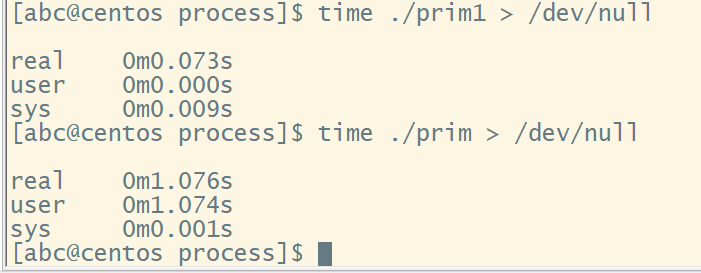 [abc@centos process]$ time ./prim1 > /dev/null
real 0m0.073s
user 0m0.000s
sys 0m0.009s
[abc@centos process]$ time ./prim > /dev/null
real 0m1.076s
user 0m1.074s
sys 0m0.001s
[abc@centos process]$